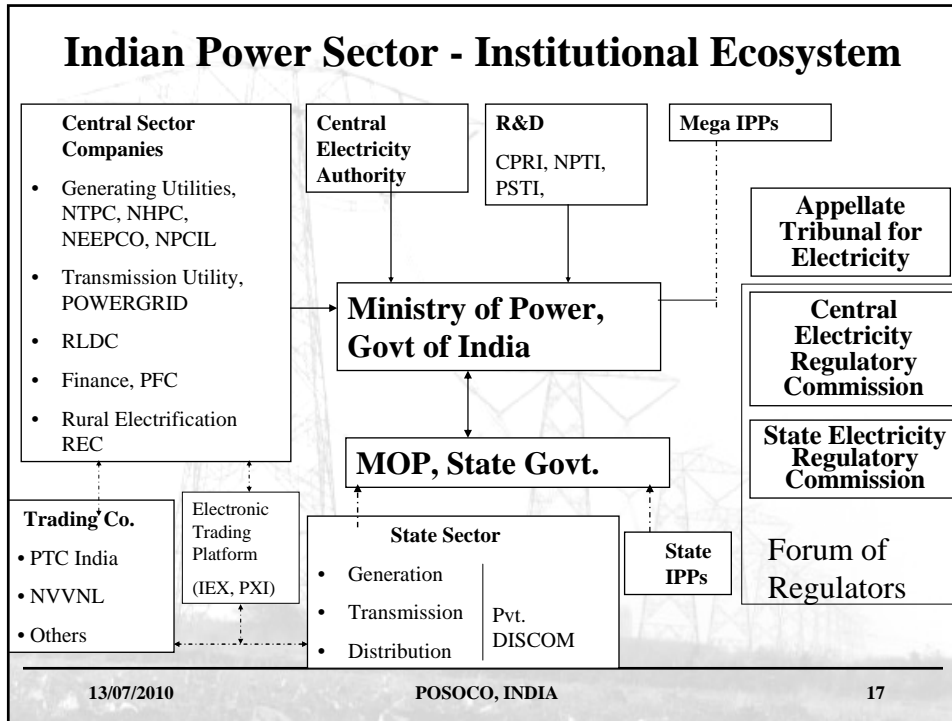 Indian Power Sector - Institutional Ecosystem
Central Sector
Companies
• Generating Utilities,
NTPC, NHPC,
NEEPCO, NPCIL
• Transmission Utility,
POWERGRID
• RLDC
• Finance, PFC
• Rural Electrification
REC
Central
Electricity
Authority
R&D
CPRI, NPTI,
PSTI,
Mega IPPs
Appellate
Tribunal for
Electricity
Ministry of Power,
Govt of India
Central
Electricity
Regulatory
Commission
MOP, State Govt.
State Electricity
Regulatory
Commission
Trading Co.
• PTC India
• NVVNL
• Others
Electronic
Trading
Platform
(IEX, PXI)
State Sector
• Generation
• Transmission
• Distribution
Pvt.
DISCOM
State
IPPs
Forum of
Regulators
13/07/2010 POSOCO, INDIA 17